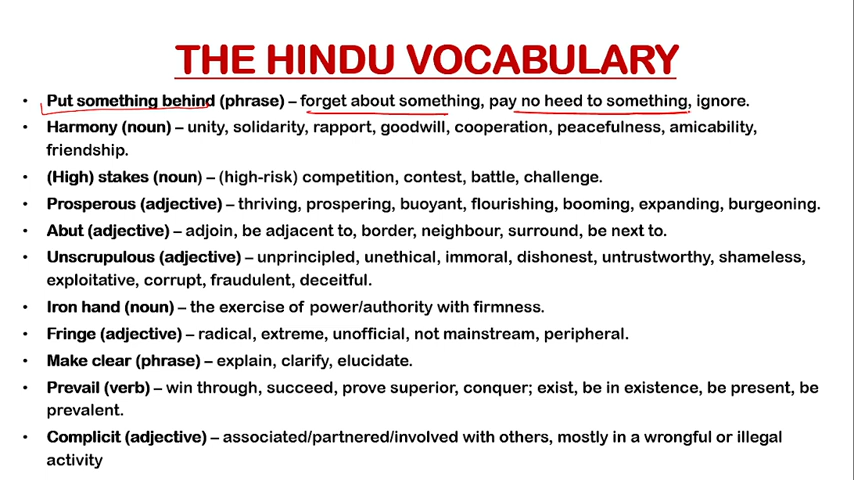 THE HINDU VOCABULARY
• Put something behind (phrase) – forget about something, pay no heed to something, ignore.
• Harmony (noun) – unity, solidarity, rapport, goodwill, cooperation, peacefulness, amicability,
friendship.
• (High) stakes (noun) – (high-risk) competition, contest, battle, challenge.
• Prosperous (adjective) – thriving, prospering, buoyant, flourishing, booming, expanding, burgeoning.
• Abut (adjective) – adjoin, be adjacent to, border, neighbour, surround, be next to.
• Unscrupulous (adjective) – unprincipled, unethical, immoral, dishonest, untrustworthy, shameless,
exploitative, corrupt, fraudulent, deceitful.
• Iron hand (noun) – the exercise of power/authority with firmness.
• Fringe (adjective) – radical, extreme, unofficial, not mainstream, peripheral.
• Make clear (phrase) – explain, clarify, elucidate.
• Prevail (verb) – win through, succeed, prove superior, conquer; exist, be in existence, be present, be
prevalent.
• Complicit (adjective) – associated/partnered/involved with others, mostly in a wrongful or illegal
activity